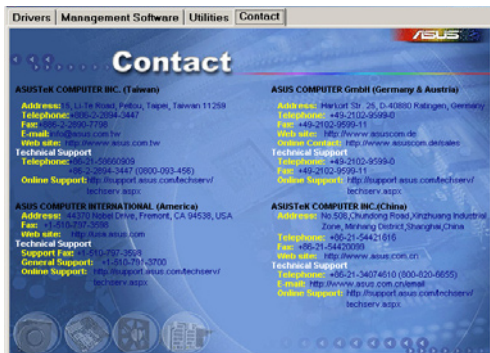 Drivers
Management Software
Utilities
Contact
ASUS
Contact
ASUSTeK COMPUTER INC. (Taiwan)
Address: 15, Li-Te Road, Peitou, Taipei, Taiwan 11259
Telephone: +886-2-2894-3447
Fax: +886-2-2890-7798
E-mail: info@asus.com.tw
Web site: http://www.asus.com.tw
Technical Support
Telephone: +86-21-38660909
+86-2-2894-3447 (0800-093-456)
Online Support: http://support.asus.com/techserv/
techserv.aspx
ASUS COMPUTER INTERNATIONAL (America)
Address: 44370 Nobel Drive, Fremont, CA 94538, USA
Fax: +1-510-797-3598
Web site: http://usa.asus.com
Technical Support
Support Fax: +1-510-797-3598
General Support: +1-510-791-3700
Online Support: http://support.asus.com/techserv/
techserv.aspx
ASUS COMPUTER GmbH (Germany & Austria)
Address: Harkort Str. 25, D-40880 Ratingen, Germany
Telephone: +49-2102-9599-0
Fax: +49-2102-9599-11
Web site: http://www.asuscom.de
Online Contact: http://www.asuscom.de/sales
Technical Support
Telephone: +49-2102-9599-0
Fax: +49-2102-9599-11
Online Support: http://support.asus.com/techserv/
techserv.aspx
ASUSTeK COMPUTER INC.(China)
Address: No.508,Chundong Road,Xinzhuang Industrial
Zone, Minhang District,Shanghai,China
Telephone: +86-21-54421616
Fax: +86-21-54420099
Web site: http://www.asus.com.cn
Technical Support
Telephone: +86-21-34074610 (800-820-6655)
E-mail: http://www.asus.com.cn/email
Online Support: http://support.asus.com/techserv/
techserv.aspx